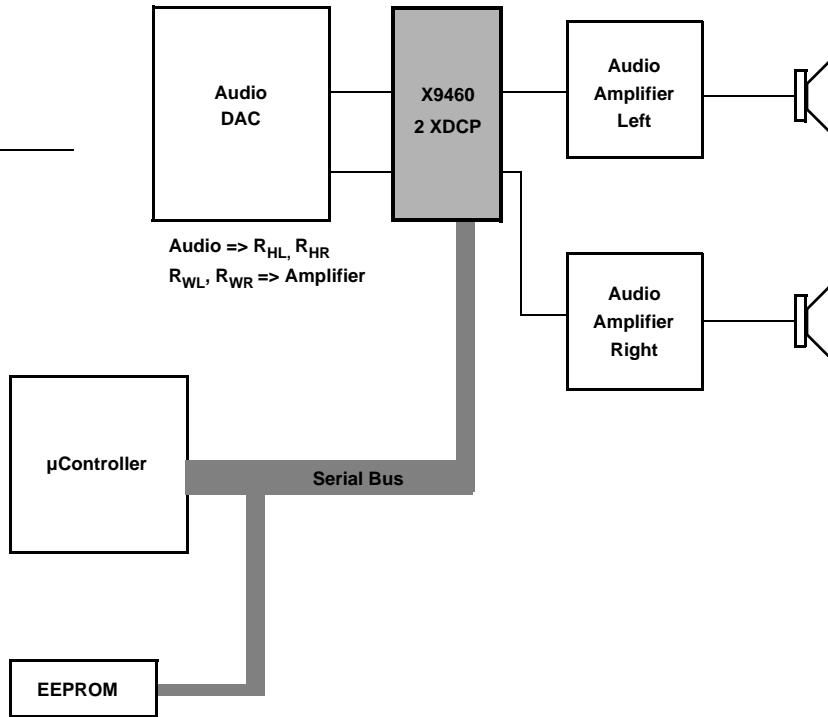 Audio
DAC
X9460
2 XDCP
Audio
Amplifier
Left
Audio => RHL, RHR
RWL, RWR => Amplifier
Audio
Amplifier
Right
µController
Serial Bus
EEPROM